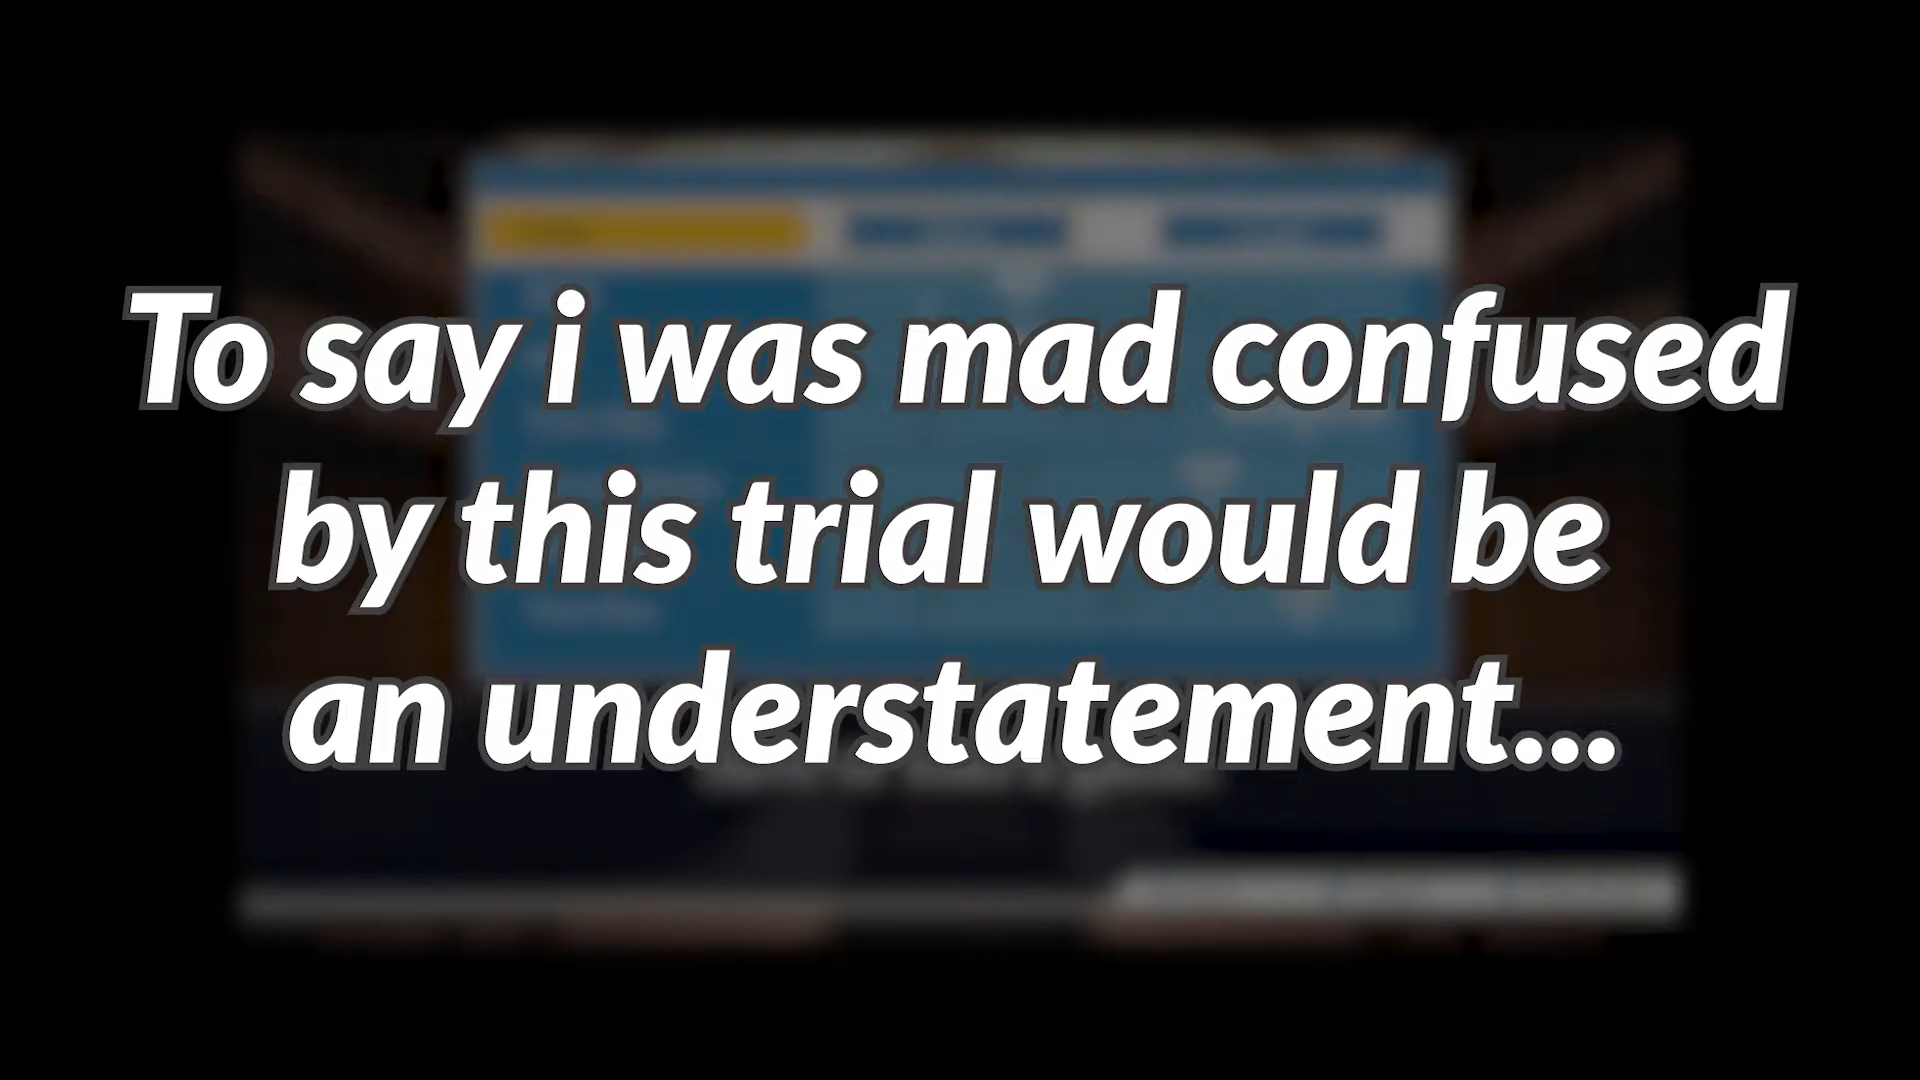 To say i was mad confused
by this trial would be
an understatement...